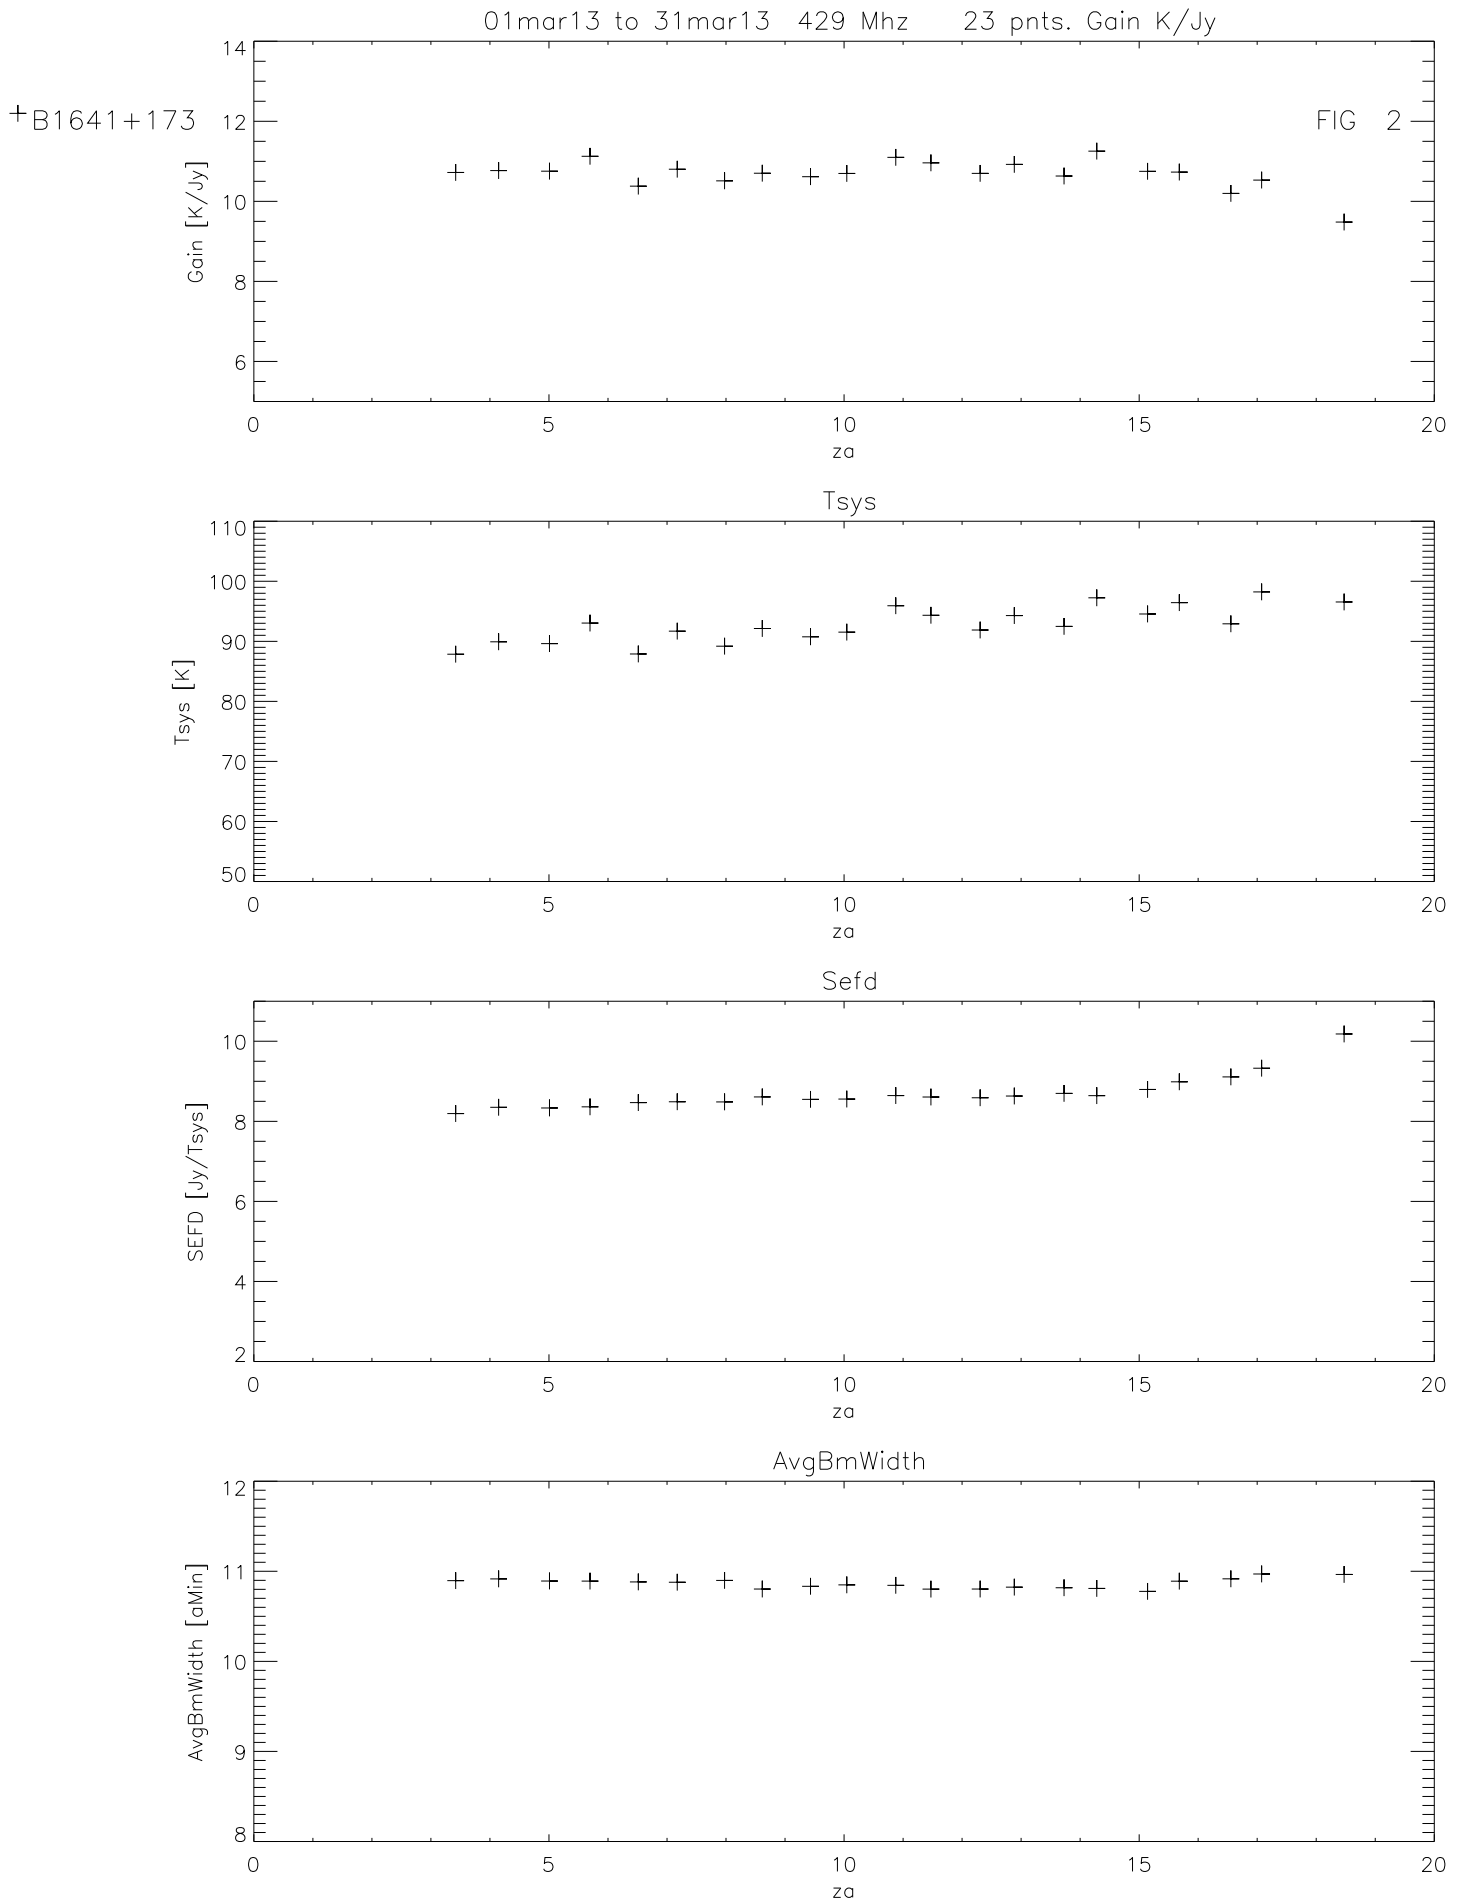 01mar13 to 31mar13 429 Mhz 23 pnts. Gain K/Jy
+B1641+173
FIG 2
Gain [K/Jy]
14
12
10
8
6
0 5 10 15 20
za
Tsys
Tsys [K]
110
100
90
80
70
60
50
0 5 10 15 20
za
Sefd
SEFD [Jy/Tsys]
10
8
6
4
2
0 5 10 15 20
za
AvgBmWidth
AvgBmWidth [aMin]
12
11
10
9
8
0 5 10 15 20
za